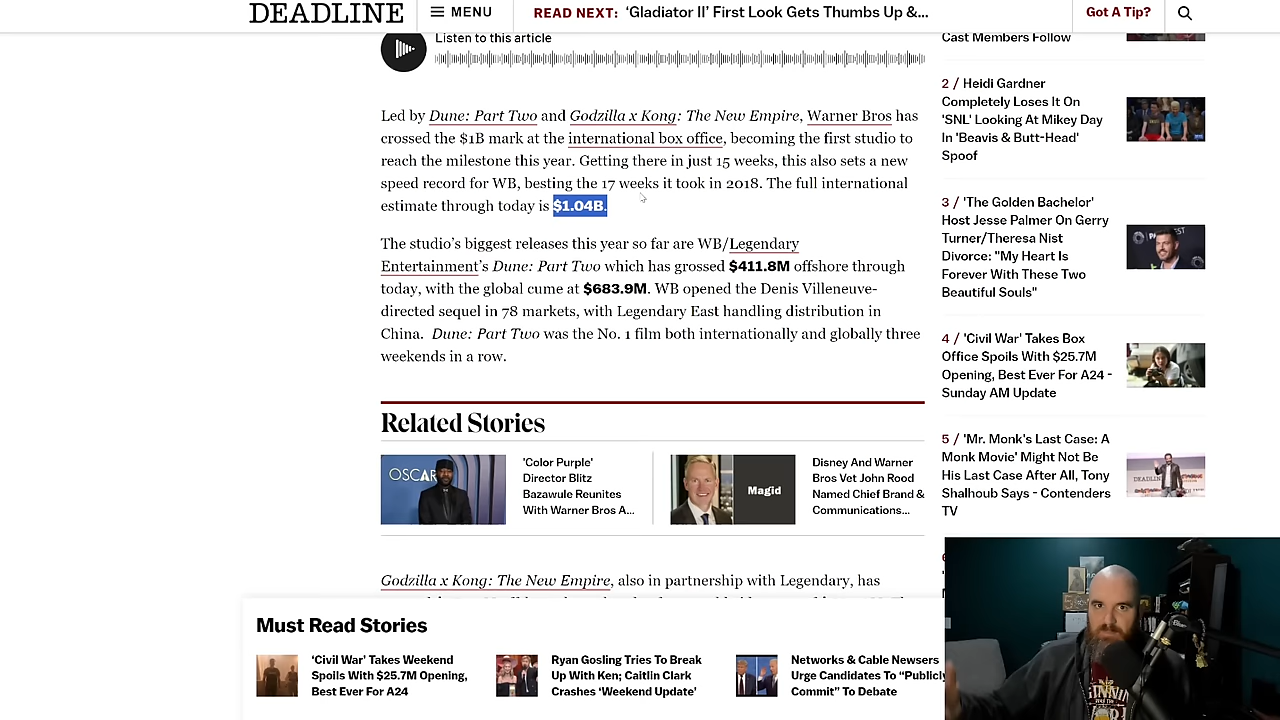 DEADLINE
MENU
READ NEXT: ‘Gladiator II’ First Look Gets Thumbs Up &...
Got A Tip?
Listen to this article
Led by Dune: Part Two and Godzilla x Kong: The New Empire, Warner Bros has
crossed the $1B mark at the international box office, becoming the first studio to
reach the milestone this year. Getting there in just 15 weeks, this also sets a new
speed record for WB, besting the 17 weeks it took in 2018. The full international
estimate through today is $1.04B.
The studio’s biggest releases this year so far are WB/Legendary
Entertainment’s Dune: Part Two which has grossed $411.8M offshore through
today, with the global cume at $683.9M. WB opened the Denis Villeneuve-
directed sequel in 78 markets, with Legendary East handling distribution in
China. Dune: Part Two was the No. 1 film both internationally and globally three
weekends in a row.
Related Stories
OSCAR
'Color Purple'
Director Blitz
Bazawule Reunites
With Warner Bros A...
Magid
Disney And Warner
Bros Vet John Rood
Named Chief Brand &
Communications...
Godzilla x Kong: The New Empire, also in partnership with Legendary, has
Cast Members Follow
2 / Heidi Gardner
Completely Loses It On
'SNL' Looking At Mikey Day
In 'Beavis & Butt-Head'
Spoof
3 / 'The Golden Bachelor'
Host Jesse Palmer On Gerry
Turner/Theresa Nist
Divorce: "My Heart Is
Forever With These Two
Beautiful Souls"
4 / 'Civil War' Takes Box
Office Spoils With $25.7M
Opening, Best Ever For A24 -
Sunday AM Update
5 / 'Mr. Monk's Last Case: A
Monk Movie' Might Not Be
His Last Case After All, Tony
Shalhoub Says - Contenders
TV
DEADLINE
Must Read Stories
‘Civil War’ Takes Weekend
Spoils With $25.7M Opening,
Best Ever For A24
Ryan Gosling Tries To Break
Up With Ken; Caitlin Clark
Crashes ‘Weekend Update’
Networks & Cable Newsers
Urge Candidates To “Publicly
Commit” To Debate